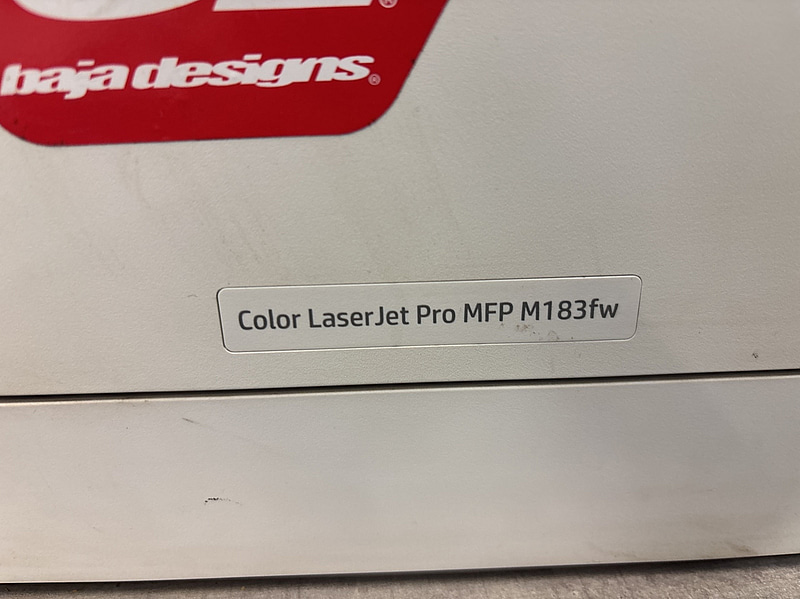 baja designs®
Color LaserJet Pro MFP M183fw